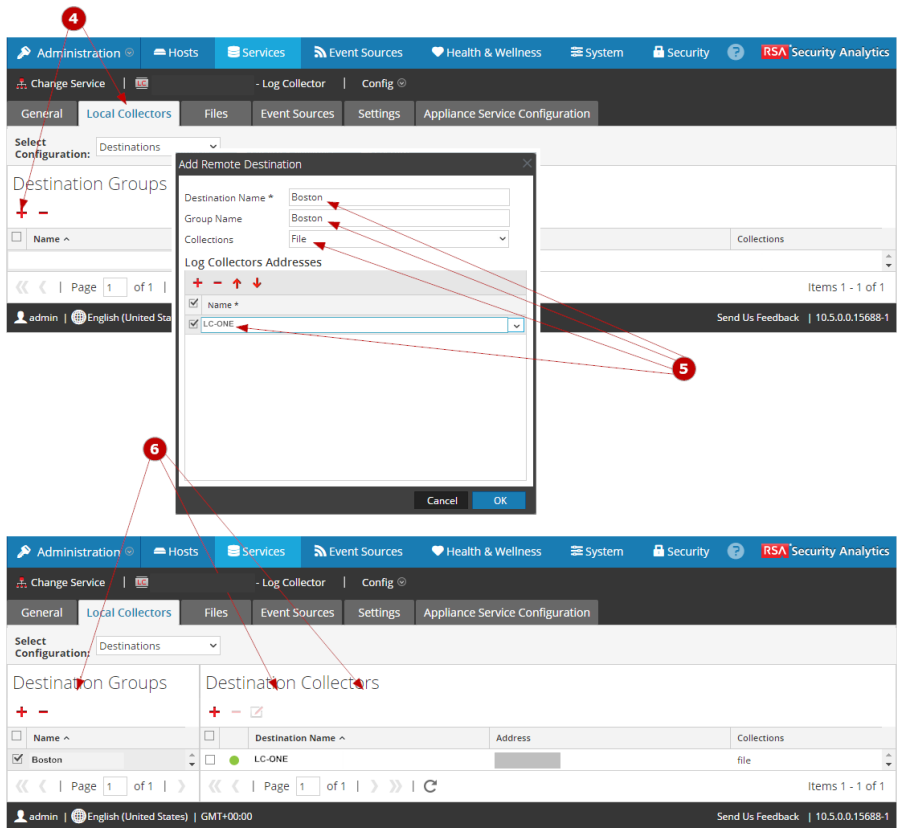 4
Administration Hosts Services Event Sources Health & Wellness System Security ? RSA Security Analytics
Change Service | LC - Log Collector | Config
General Local Collectors Files Event Sources Settings Appliance Service Configuration
Select Configuration: Destinations
Destination Groups
+ −
Name Collections
Page 1 of 1 | Items 1 - 1 of 1
admin | English (United Sta Send Us Feedback | 10.5.0.0.15688-1
Add Remote Destination
Destination Name * Boston
Group Name Boston
Collections File
Log Collectors Addresses
+ − ↑ ↓
Name *
LC-ONE
5
Cancel OK
6
Administration Hosts Services Event Sources Health & Wellness System Security ? RSA Security Analytics
Change Service | LC - Log Collector | Config
General Local Collectors Files Event Sources Settings Appliance Service Configuration
Select Configuration: Destinations
Destination Groups Destination Collectors
+ − + −
Name Destination Name Address Collections
Boston LC-ONE file
Page 1 of 1 | Page 1 of 1 | Items 1 - 1 of 1
admin | English (United States) | GMT+00:00 Send Us Feedback | 10.5.0.0.15688-1